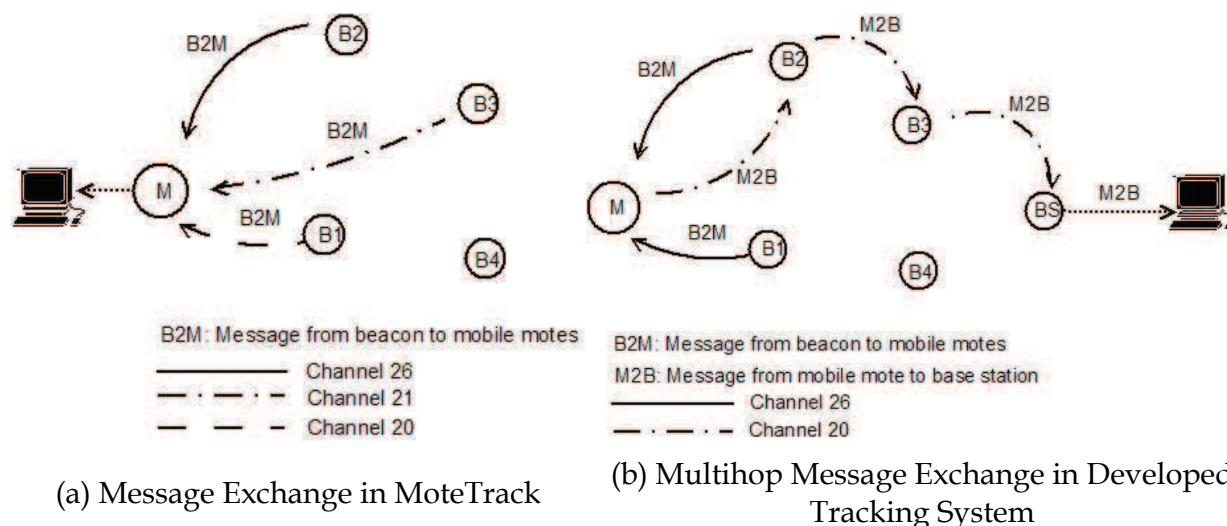 B2M
B2
B2M
B3
M
B2M
B1
B4
B2M: Message from beacon to mobile motes
Channel 26
Channel 21
Channel 20
(a) Message Exchange in MoteTrack
M2B
B2M
B2
M2B
B3
M2B
M
M2B
BS
B2M
B1
B4
B2M: Message from beacon to mobile motes
M2B: Message from mobile mote to base station
Channel 26
Channel 20
(b) Multihop Message Exchange in Developed
Tracking System